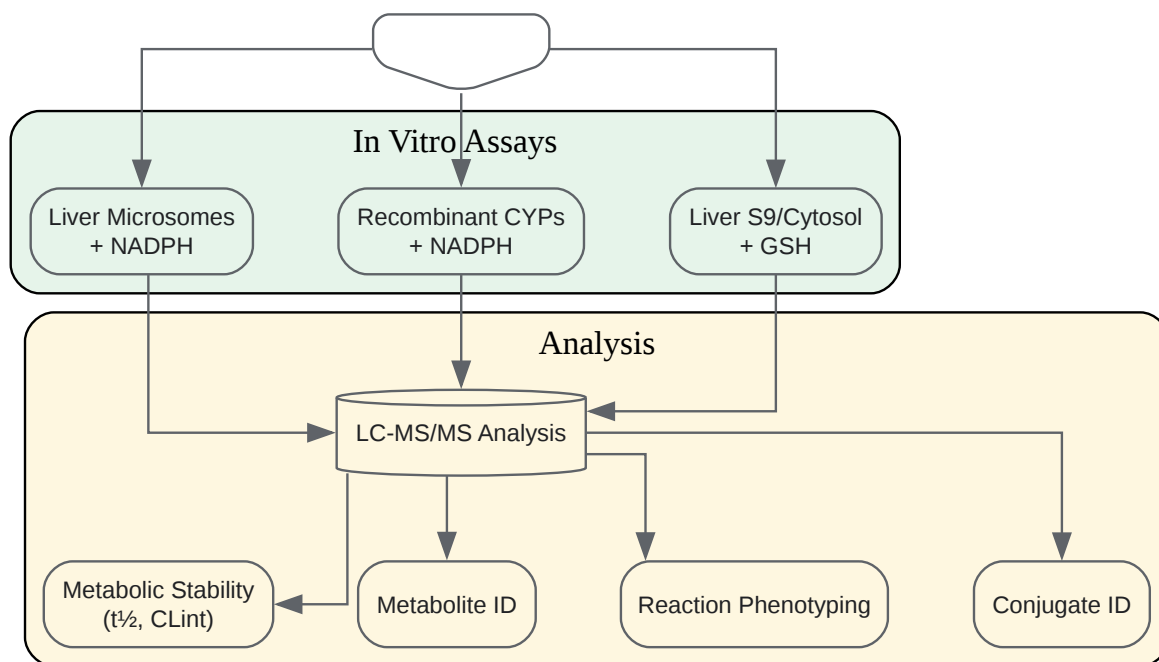 In Vitro Assays
Liver Microsomes
+ NADPH
Recombinant CYPs
+ NADPH
Liver S9/Cytosol
+ GSH
Analysis
LC-MS/MS Analysis
Metabolic Stability
(t½, CLint)
Metabolite ID
Reaction Phenotyping
Conjugate ID